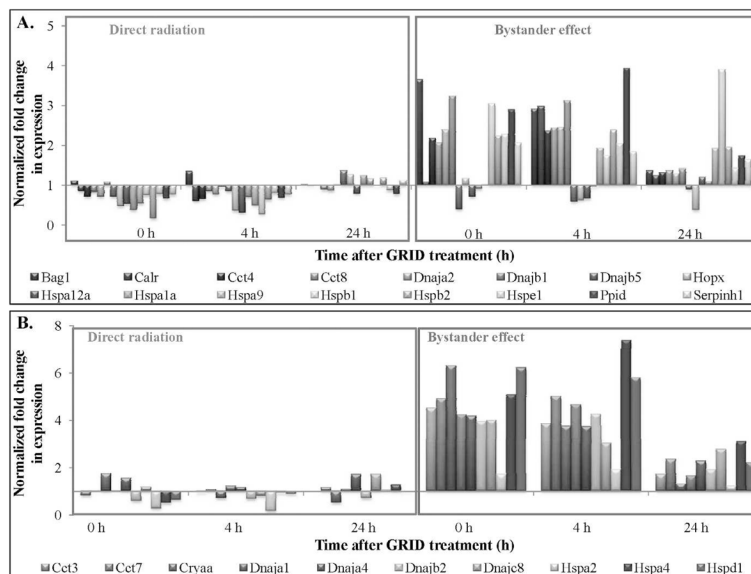 A.
Direct radiation
Bystander effect
Normalized fold change
in expression
5
4
3
2
1
0
0 h
4 h
24 h
0 h
4 h
24 h
Time after GRID treatment (h)
Bag1
Calr
Cct4
Cct8
Dnaja2
Dnajb1
Dnajb5
Hopx
Hspa12a
Hspa1a
Hspa9
Hspb1
Hspb2
Hspe1
Ppid
Serpinh1
B.
Direct radiation
Bystander effect
Normalized fold change
in expression
8
6
4
2
0
0 h
4 h
24 h
0 h
4 h
24 h
Time after GRID treatment (h)
Cct3
Cct7
Cryaa
Dnaja1
Dnaja4
Dnajb2
Dnajc8
Hspa2
Hspa4
Hspd1